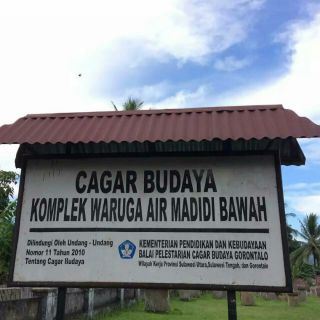 CAGAR BUDAYA
KOMPLEK WARUGA AIR MADIDI BAWAH
Dilindungi Oleh Undang - Undang
Nomor 11 Tahun 2010
Tentang Cagar Budaya
KEMENTERIAN PENDIDIKAN DAN KEBUDAYAAN
BALAI PELESTARIAN CAGAR BUDAYA GORONTALO
Wilayah Kerja Provinsi Sulawesi Utara, Sulawesi Tengah, dan Gorontalo